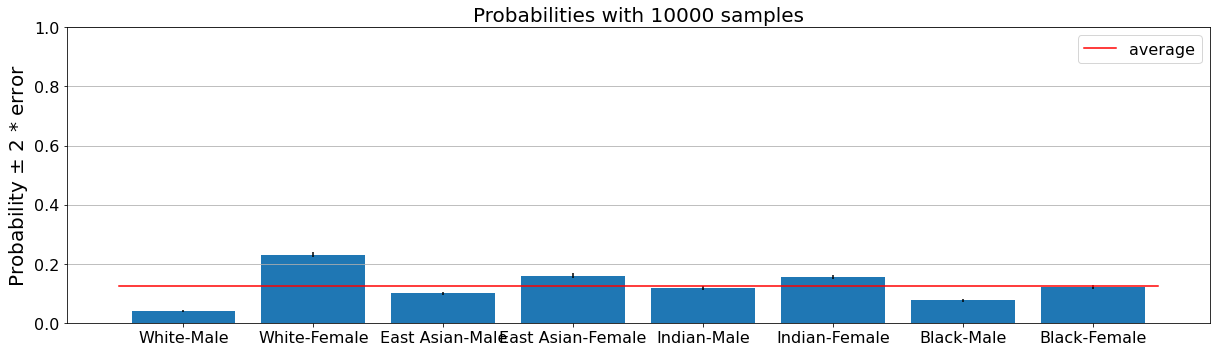 Probabilities with 10000 samples
average
Probability ± 2 * error
1.0
0.8
0.6
0.4
0.2
0.0
White-Male White-Female East Asian-Male East Asian-Female Indian-Male Indian-Female Black-Male Black-Female